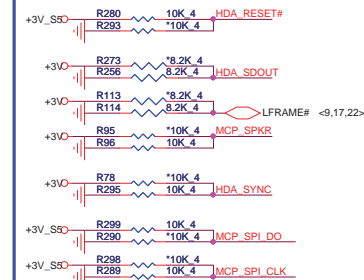 R280 10K_4 HDA_RESET#
+3V_S5
R293 *10K_4
R273 *8.2K_4
+3V
R256 8.2K_4 HDA_SDOUT
R113 *8.2K_4
+3V
R114 8.2K_4 LFRAME# <9,17,22>
R95 *10K_4 MCP_SPKR
+3V
R96 10K_4
R78 *10K_4
+3V
R295 10K_4 HDA_SYNC
R299 10K_4
+3V_S5
R290 *10K_4 MCP_SPI_DO
R298 *10K_4
+3V_S5
R289 10K_4 MCP_SPI_CLK